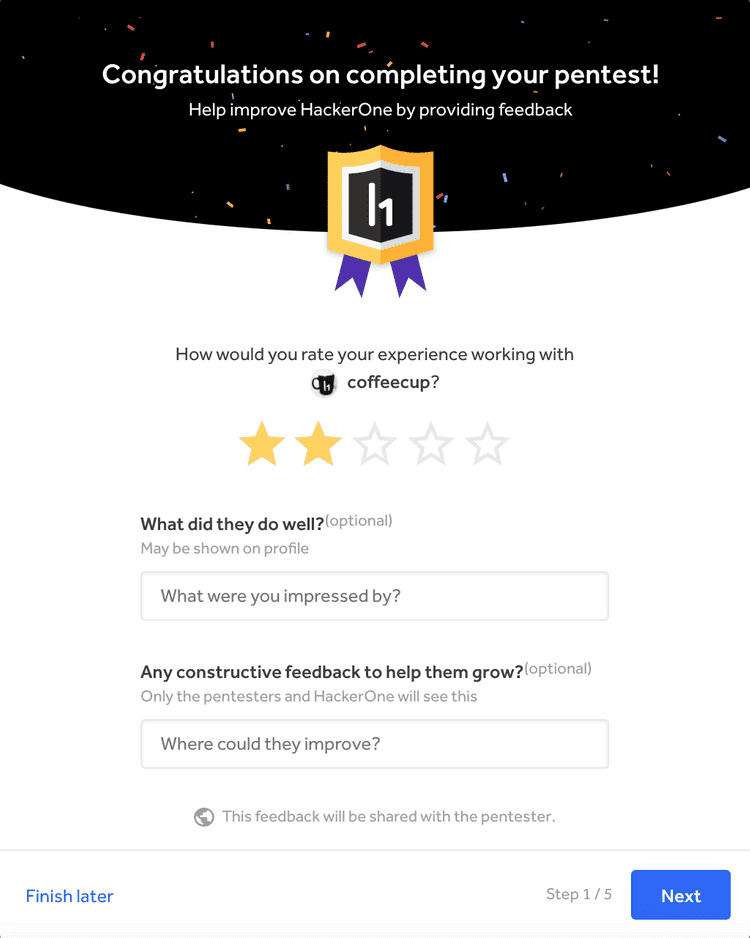 Congratulations on completing your pentest!
Help improve HackerOne by providing feedback
h1
How would you rate your experience working with
h1 coffeecup?
What did they do well?(optional)
May be shown on profile
What were you impressed by?
Any constructive feedback to help them grow?(optional)
Only the pentesters and HackerOne will see this
Where could they improve?
This feedback will be shared with the pentester.
Finish later
Step 1 / 5
Next